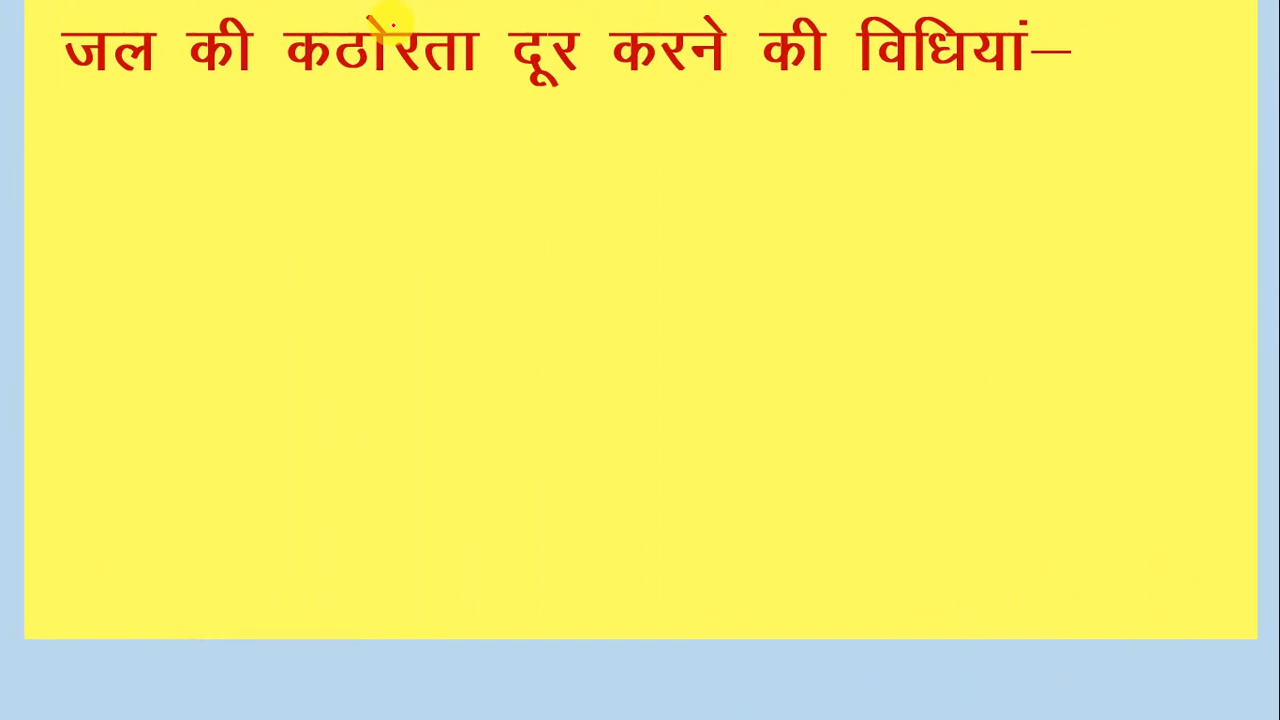 जल की कठोरता दूर करने की विधियां–